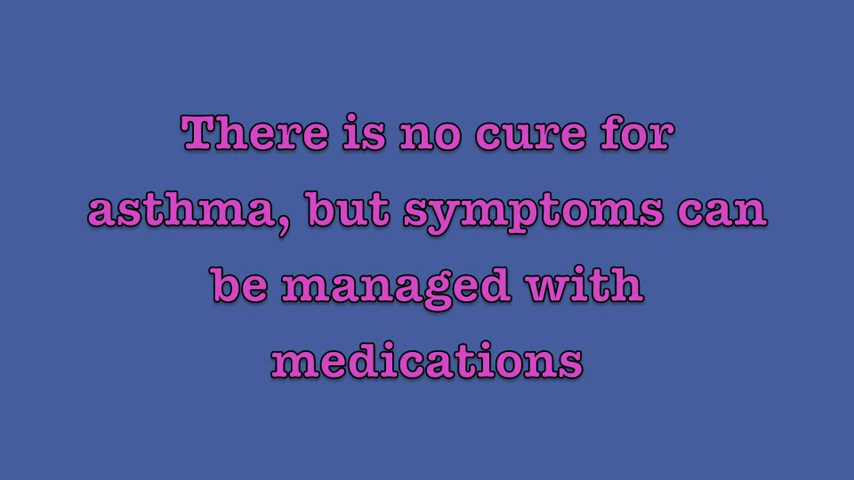 There is no cure for
asthma, but symptoms can
be managed with
medications